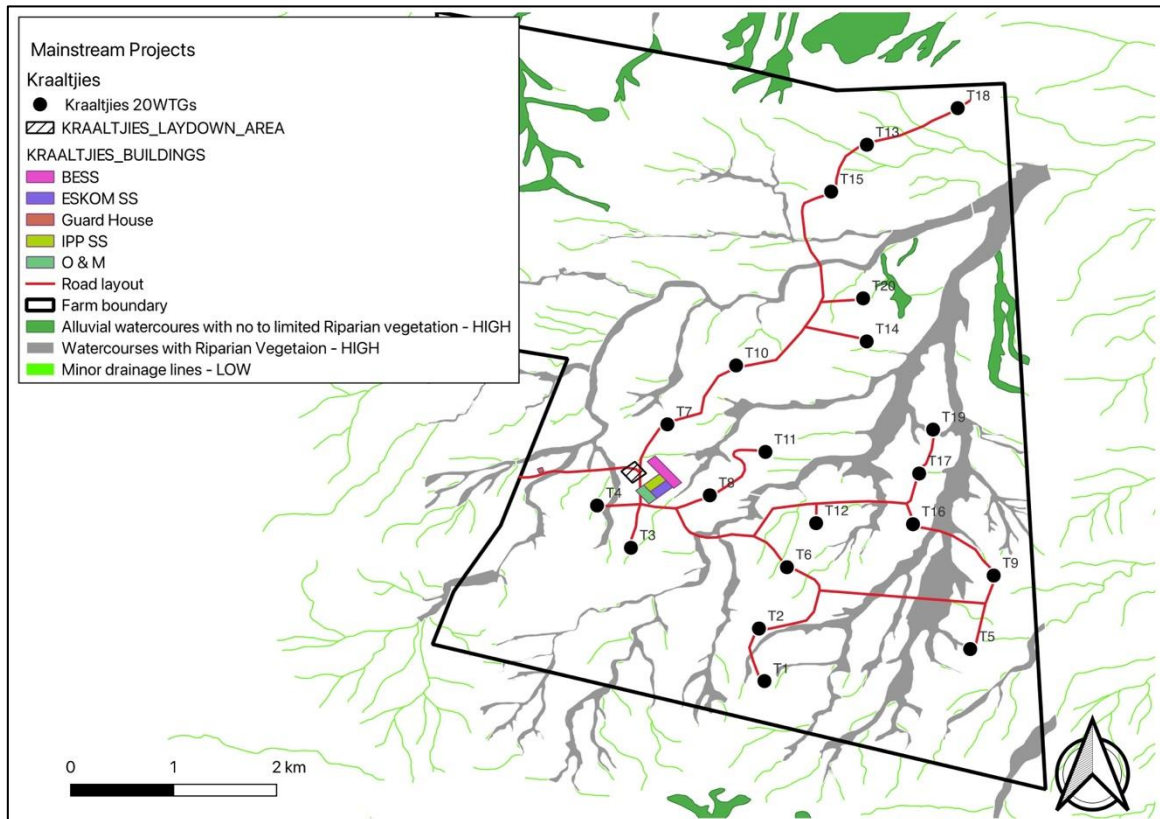 Mainstream Projects
Kraaltjies
Kraaltjies 20WTGs
KRAALTJIES_LAYDOWN_AREA
KRAALTJIES_BUILDINGS
BESS
ESKOM SS
Guard House
IPP SS
O & M
Road layout
Farm boundary
Alluvial watercoures with no to limited Riparian vegetation - HIGH
Watercourses with Riparian Vegetaion - HIGH
Minor drainage lines - LOW
T18
T13
T15
T20
T14
T10
T7
T19
T11
T17
T8
T4
T12
T16
T3
T6
T9
T2
T5
T1
0 1 2 km